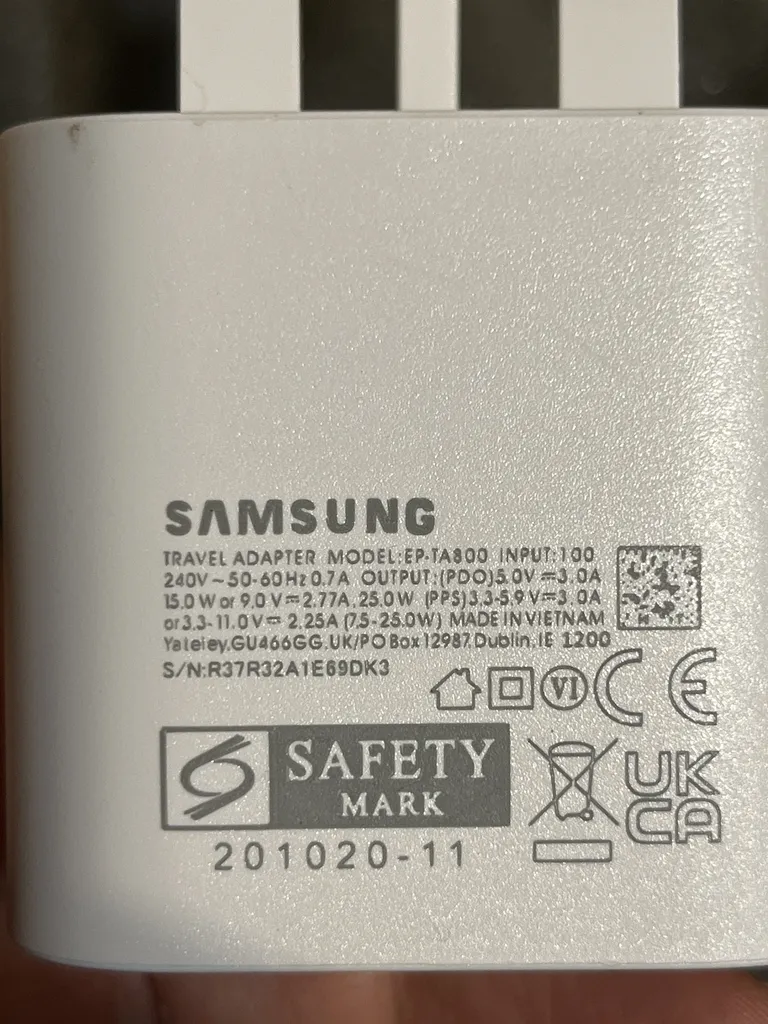 SAMSUNG
TRAVEL ADAPTER MODEL:EP-TA800 INPUT:100
240V~50-60Hz 0.7A OUTPUT:(PDO)5.0V⎓3.0A
15.0W or 9.0V⎓2.77A, 25.0W (PPS)3.3-5.9V⎓3.0A
or 3.3-11.0V⎓ 2.25A (7.5-25.0W) MADE IN VIETNAM
Yateley.GU466GG.UK/PO Box 12987.Dublin.IE 1200
S/N:R37R32A1E69DK3
VI CE
SAFETY
MARK
UK
CA
201020-11